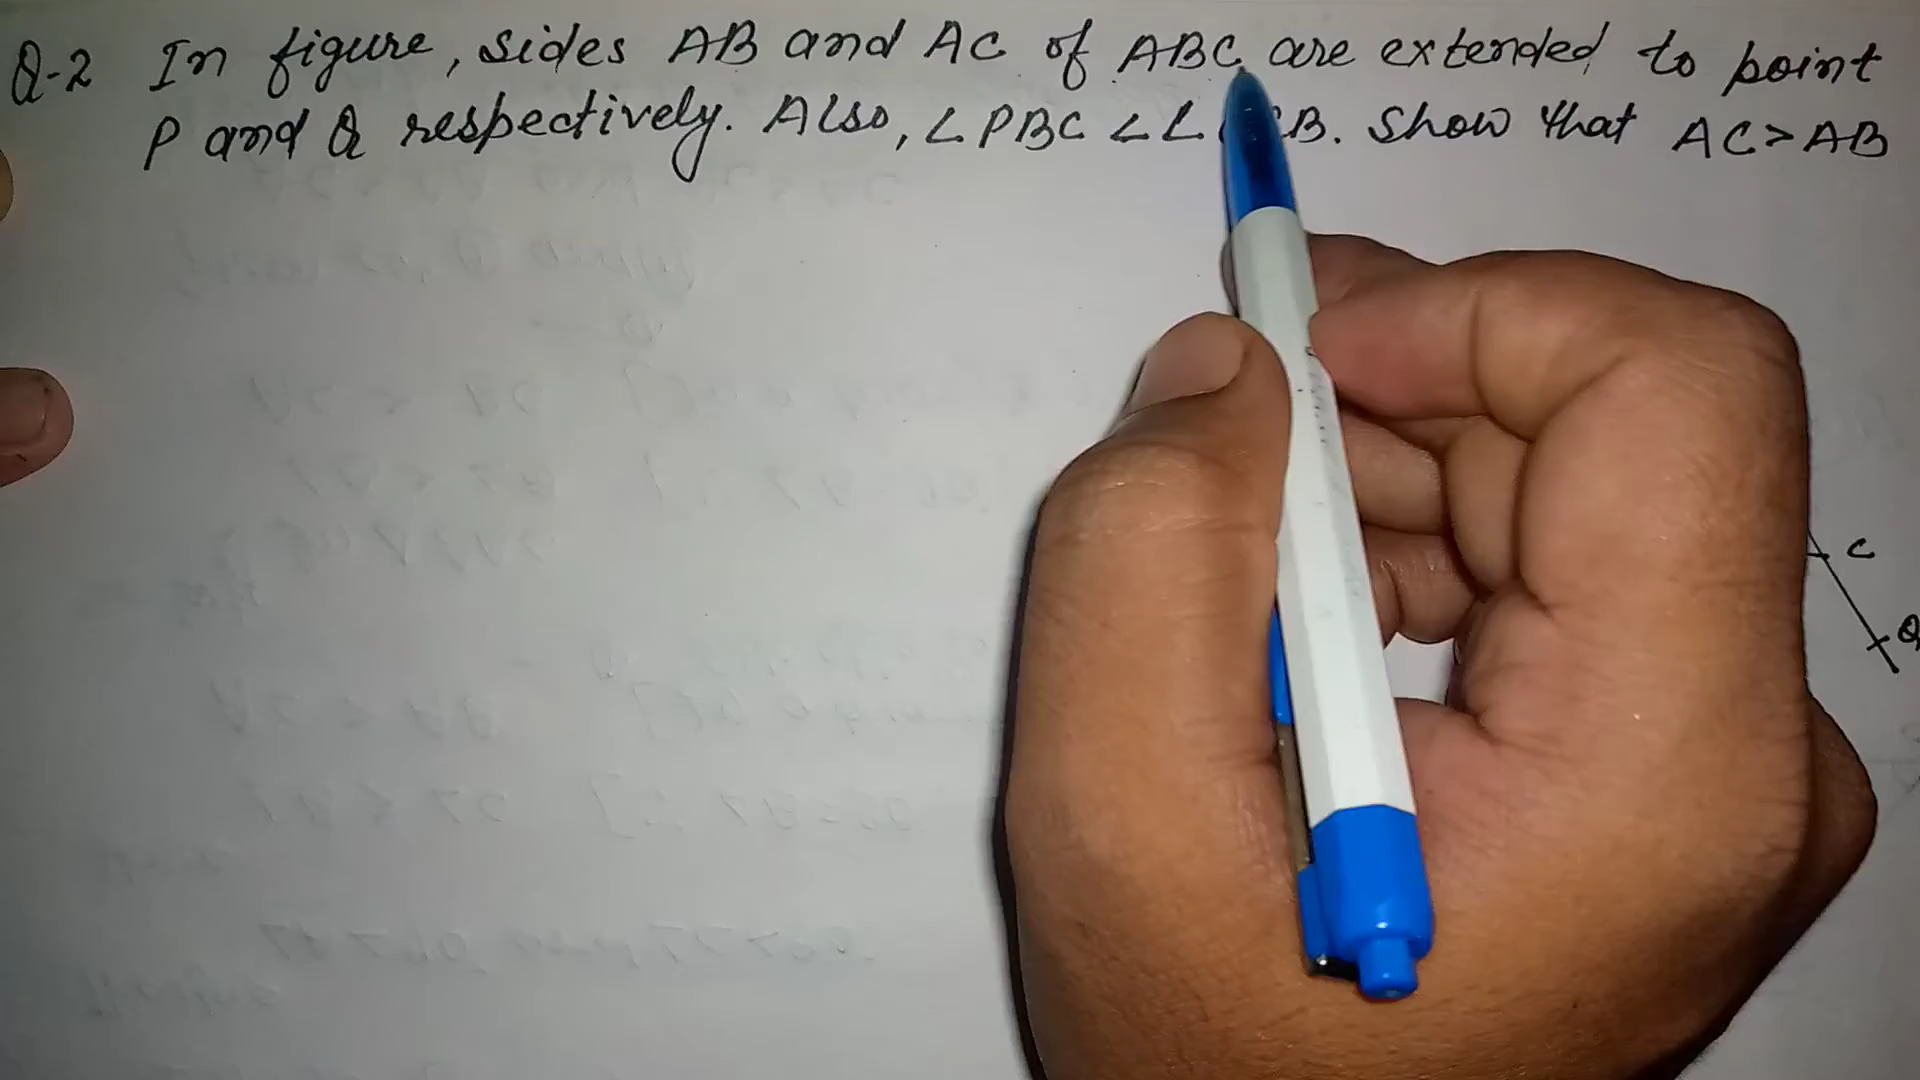 Q-2 In figure, sides AB and AC of ABC are extended to point
P and Q respectively. Also, ∠PBC < ∠ CB. Show that AC > AB
C
Q